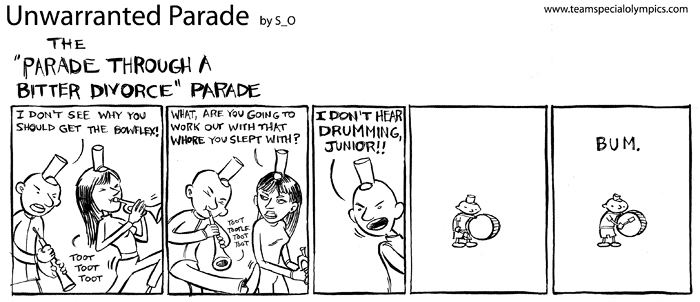 Unwarranted Parade by S_O
www.teamspecialolympics.com
THE
"PARADE THROUGH A
BITTER DIVORCE" PARADE
I DON'T SEE WHY YOU
SHOULD GET THE BOWFLEX!
TOOT
TOOT
TOOT
WHAT, ARE YOU GOING TO
WORK OUT WITH THAT
WHORE YOU SLEPT WITH?
TOOT
TOOTLE
TOOT
TOOT
I DON'T HEAR
DRUMMING,
JUNIOR!!
BUM.